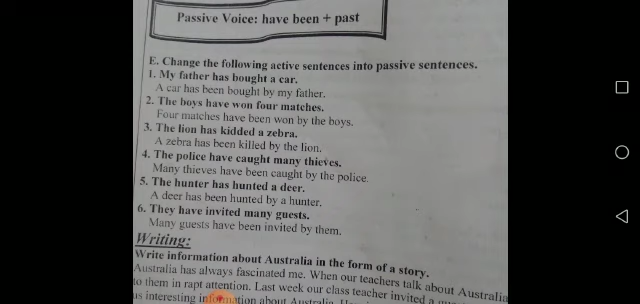 Passive Voice: have been + past
E. Change the following active sentences into passive sentences.
1. My father has bought a car.
A car has been bought by my father.
2. The boys have won four matches.
Four matches have been won by the boys.
3. The lion has kidded a zebra.
A zebra has been killed by the lion.
4. The police have caught many thieves.
Many thieves have been caught by the police.
5. The hunter has hunted a deer.
A deer has been hunted by a hunter.
6. They have invited many guests.
Many guests have been invited by them.
Writing:
Write information about Australia in the form of a story.
Australia has always fascinated me. When our teachers talk about Australia
to them in rapt attention. Last week our class teacher invited a
us interesting information about Australia.